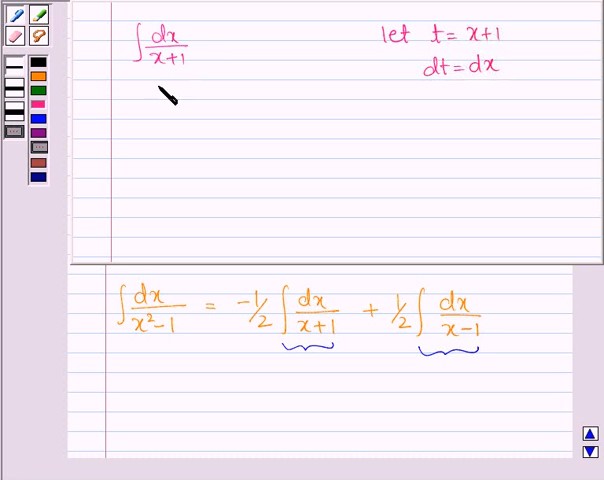 ∫ dx/(x+1) let t = x+1
dt = dx
∫ dx/(x²-1) = -1/2 ∫ dx/(x+1) + 1/2 ∫ dx/(x-1)